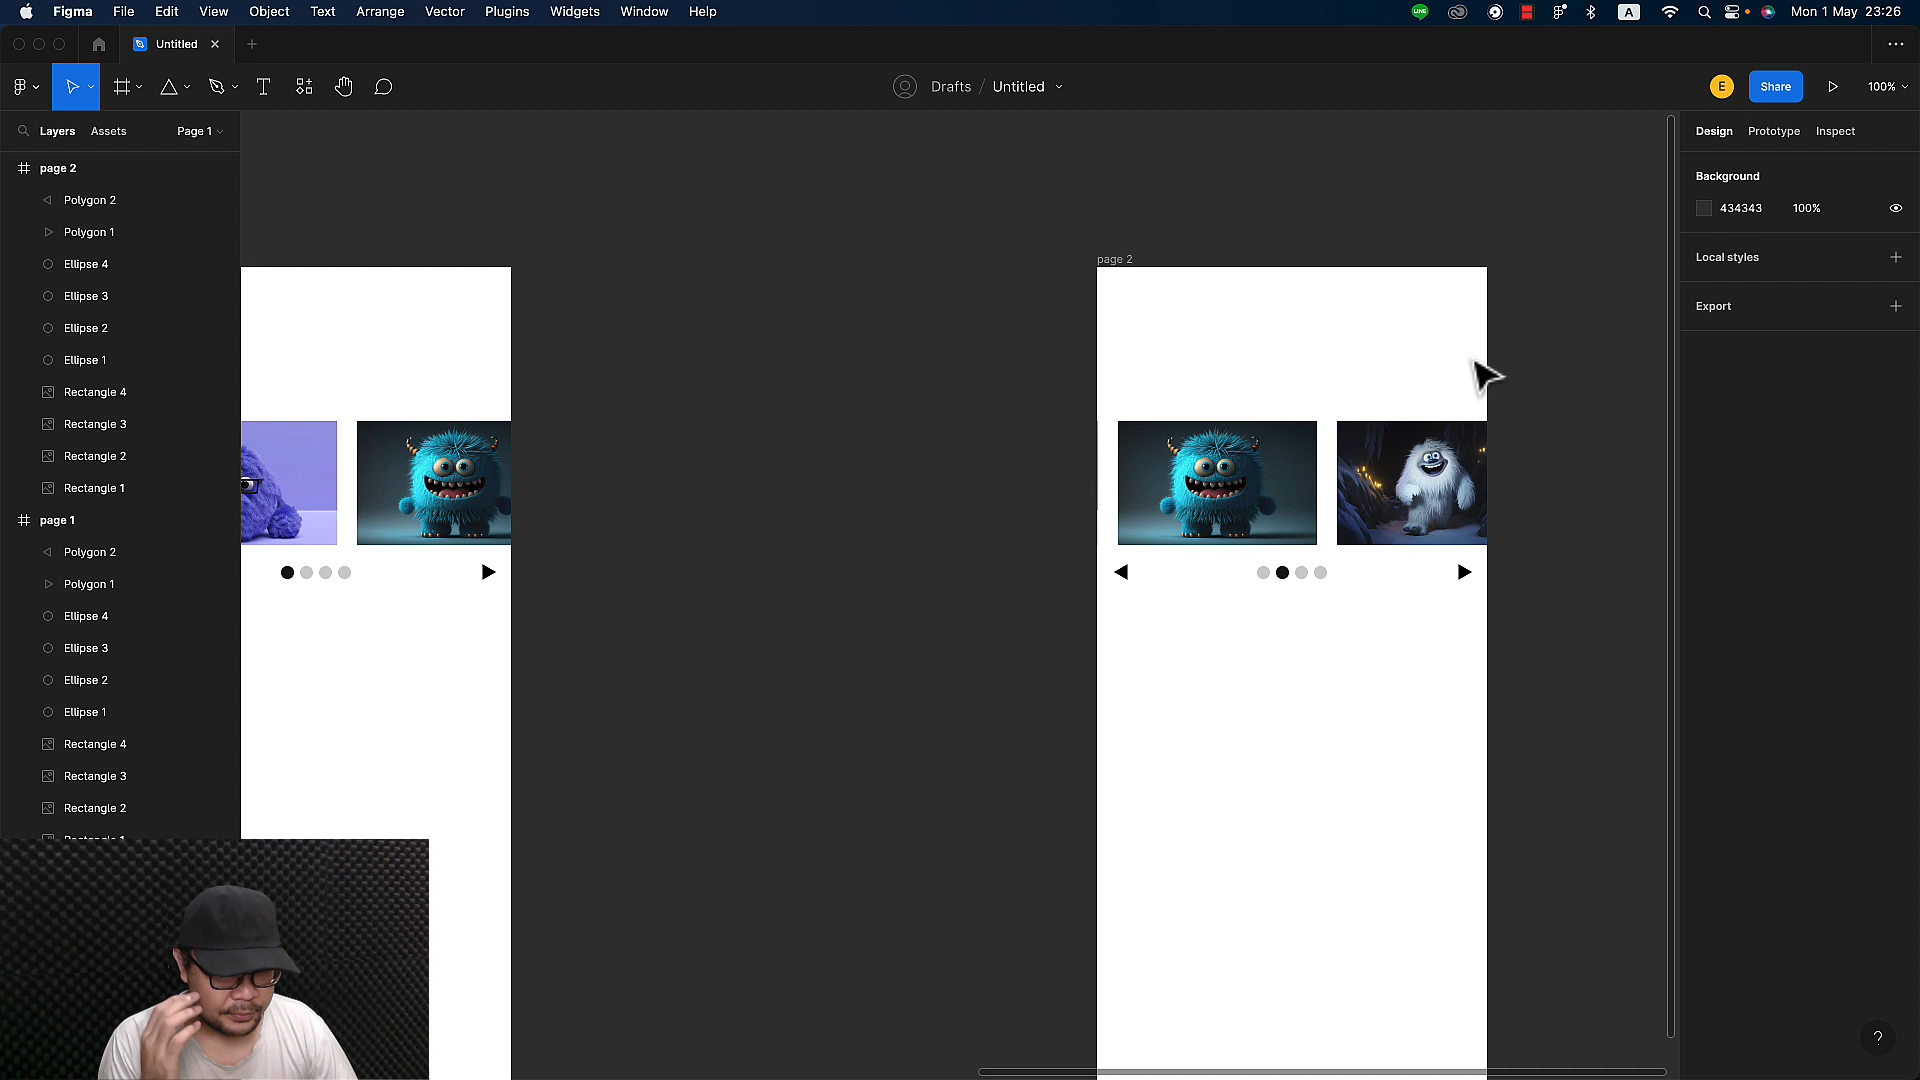 Figma File Edit View Object Text Arrange Vector Plugins Widgets Window Help
LINE A Mon 1 May 23:26
Untitled
Drafts / Untitled
E Share 100%
Layers Assets Page 1
page 2
Polygon 2
Polygon 1
Ellipse 4
Ellipse 3
Ellipse 2
Ellipse 1
Rectangle 4
Rectangle 3
Rectangle 2
Rectangle 1
page 1
Polygon 2
Polygon 1
Ellipse 4
Ellipse 3
Ellipse 2
Ellipse 1
Rectangle 4
Rectangle 3
Rectangle 2
Rectangle 1
page 2
Design Prototype Inspect
Background
434343 100%
Local styles
Export
?